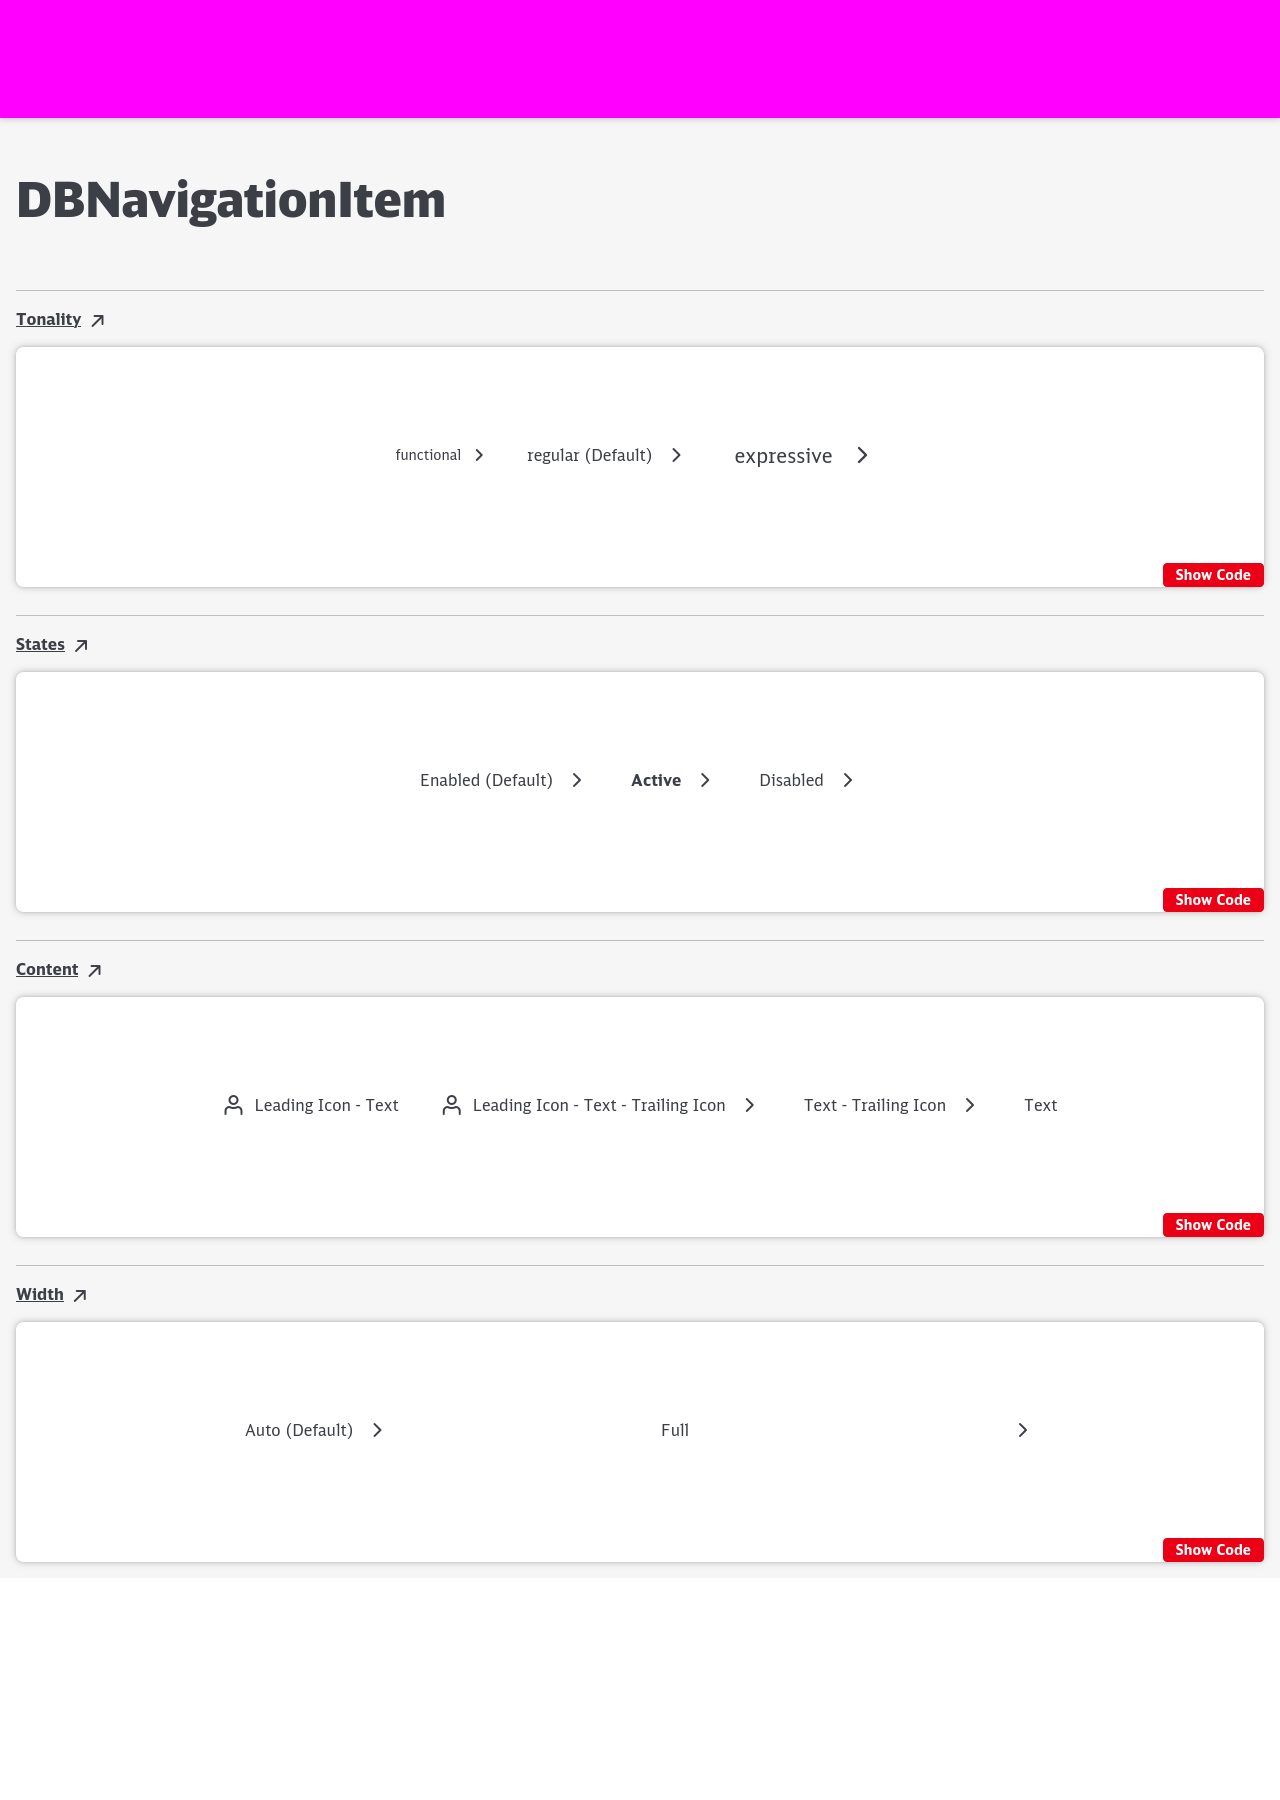 DBNavigationItem
Tonality
functional regular (Default) expressive
Show Code
States
Enabled (Default) Active Disabled
Show Code
Content
Leading Icon - Text Leading Icon - Text - Trailing Icon Text - Trailing Icon Text
Show Code
Width
Auto (Default) Full
Show Code